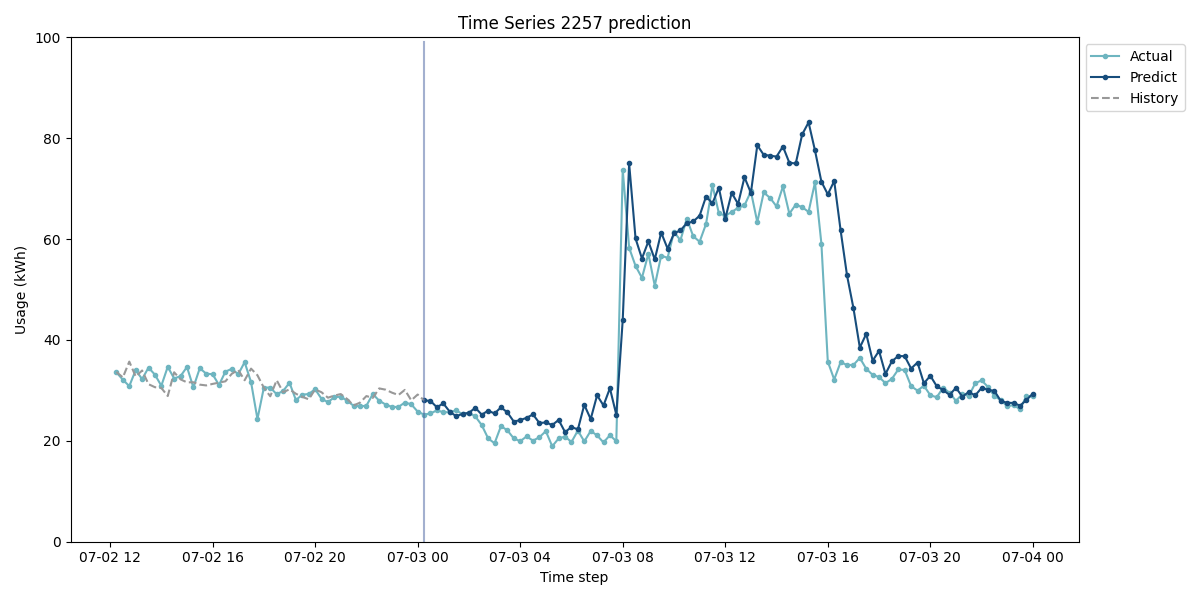 Time Series 2257 prediction
100
80
60
40
20
0
Usage (kWh)
07-02 12
07-02 16
07-02 20
07-03 00
07-03 04
07-03 08
07-03 12
07-03 16
07-03 20
07-04 00
Time step
Actual
Predict
History